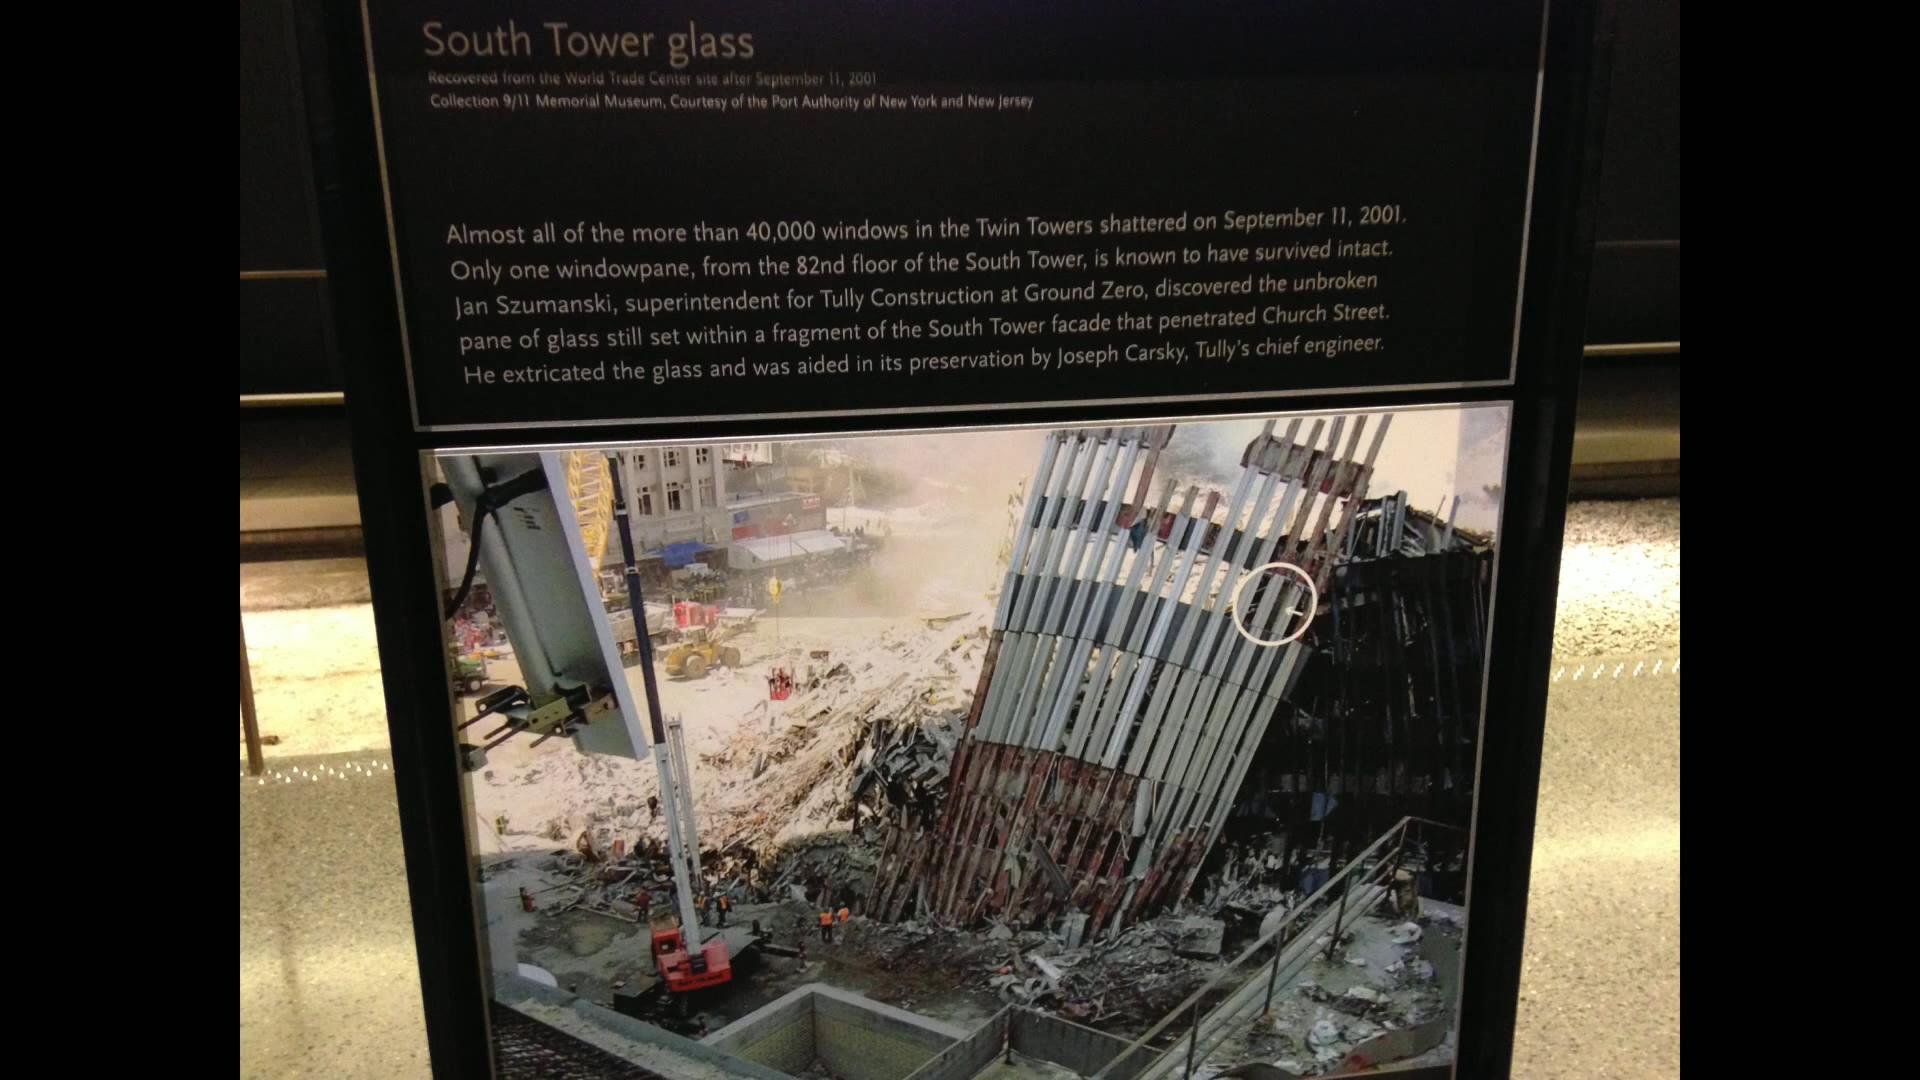 South Tower glass
Recovered from the World Trade Center site after September 11, 2001
Collection 9/11 Memorial Museum, Courtesy of the Port Authority of New York and New Jersey
Almost all of the more than 40,000 windows in the Twin Towers shattered on September 11, 2001.
Only one windowpane, from the 82nd floor of the South Tower, is known to have survived intact.
Jan Szumanski, superintendent for Tully Construction at Ground Zero, discovered the unbroken
pane of glass still set within a fragment of the South Tower facade that penetrated Church Street.
He extricated the glass and was aided in its preservation by Joseph Carsky, Tully's chief engineer.